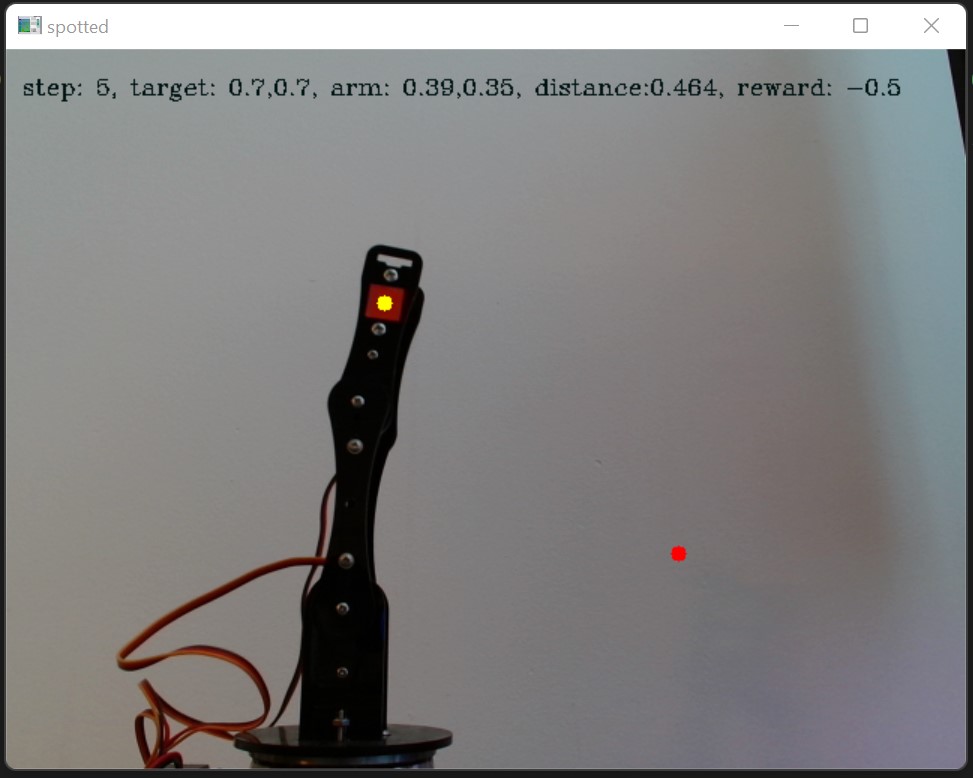 spotted
step: 5, target: 0.7,0.7, arm: 0.39,0.35, distance:0.464, reward: −0.5